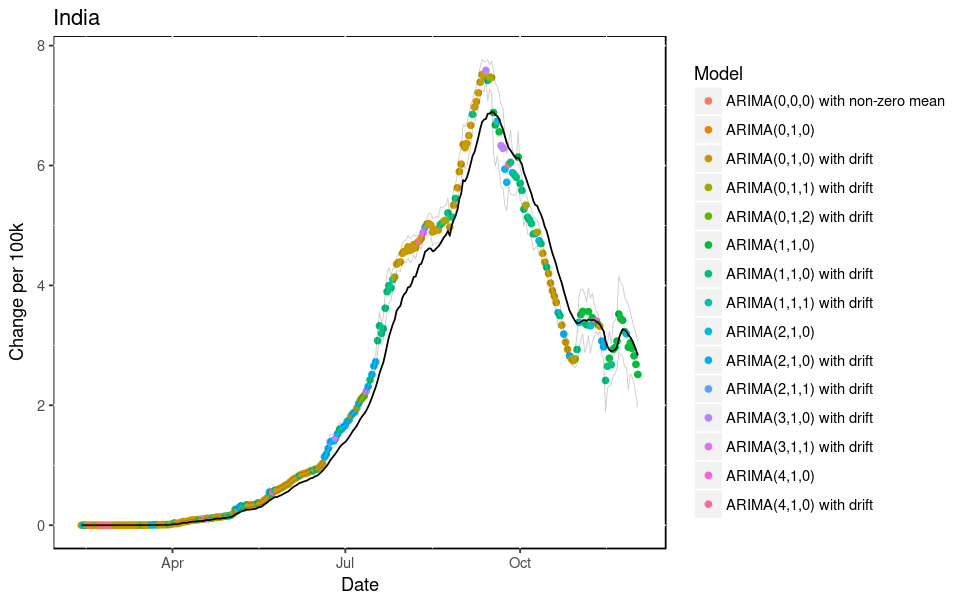 India
8
6
4
2
0
Change per 100k
Apr
Jul
Oct
Date
Model
ARIMA(0,0,0) with non-zero mean
ARIMA(0,1,0)
ARIMA(0,1,0) with drift
ARIMA(0,1,1) with drift
ARIMA(0,1,2) with drift
ARIMA(1,1,0)
ARIMA(1,1,0) with drift
ARIMA(1,1,1) with drift
ARIMA(2,1,0)
ARIMA(2,1,0) with drift
ARIMA(2,1,1) with drift
ARIMA(3,1,0) with drift
ARIMA(3,1,1) with drift
ARIMA(4,1,0)
ARIMA(4,1,0) with drift